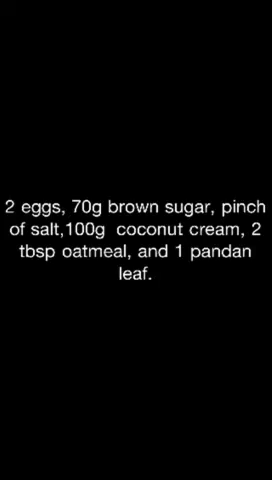 2 eggs, 70g brown sugar, pinch
of salt,100g  coconut cream, 2
tbsp oatmeal, and 1 pandan
leaf.